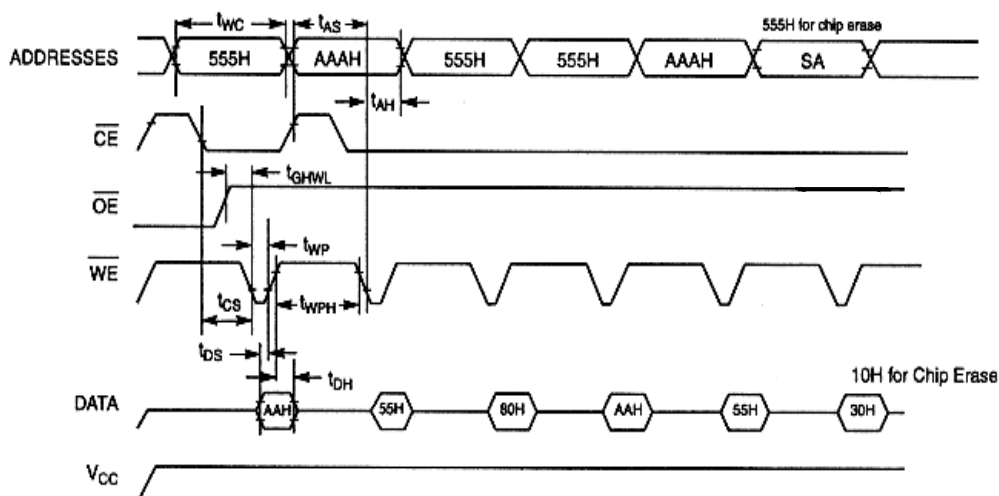 tWC
tAS
555H for chip erase
ADDRESSES
555H
AAAH
555H
555H
AAAH
SA
tAH
CE
tGHWL
OE
tWP
WE
tCS
tWPH
tDS
tDH
10H for Chip Erase
DATA
AAH
55H
80H
AAH
55H
30H
VCC